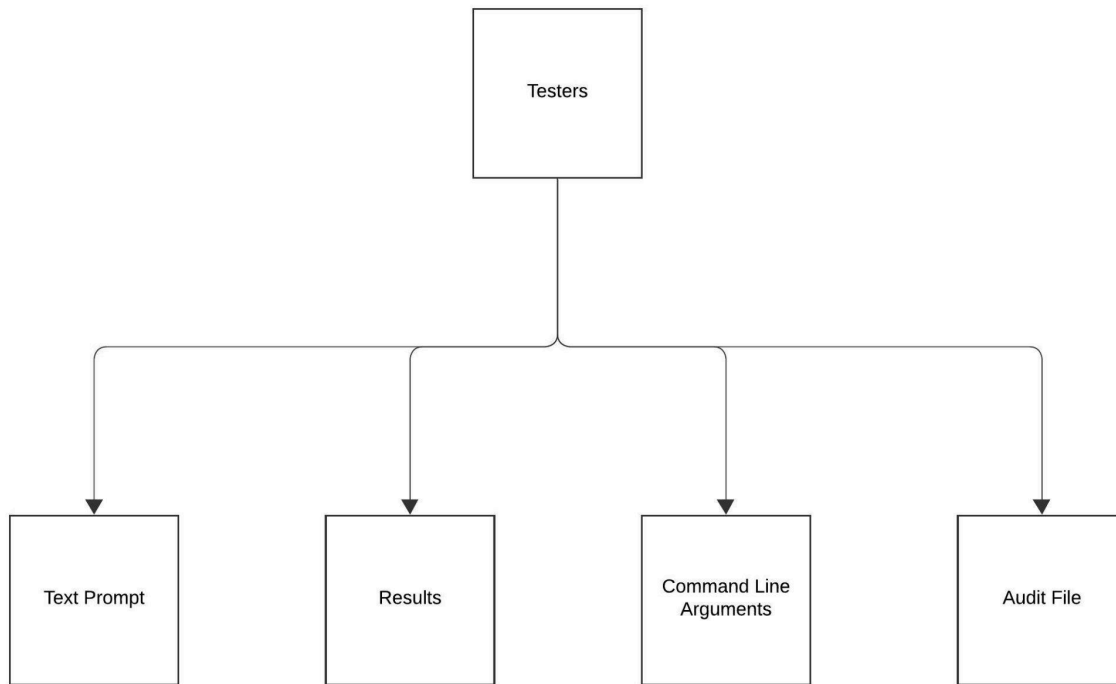 Testers
Text Prompt
Results
Command Line
Arguments
Audit File